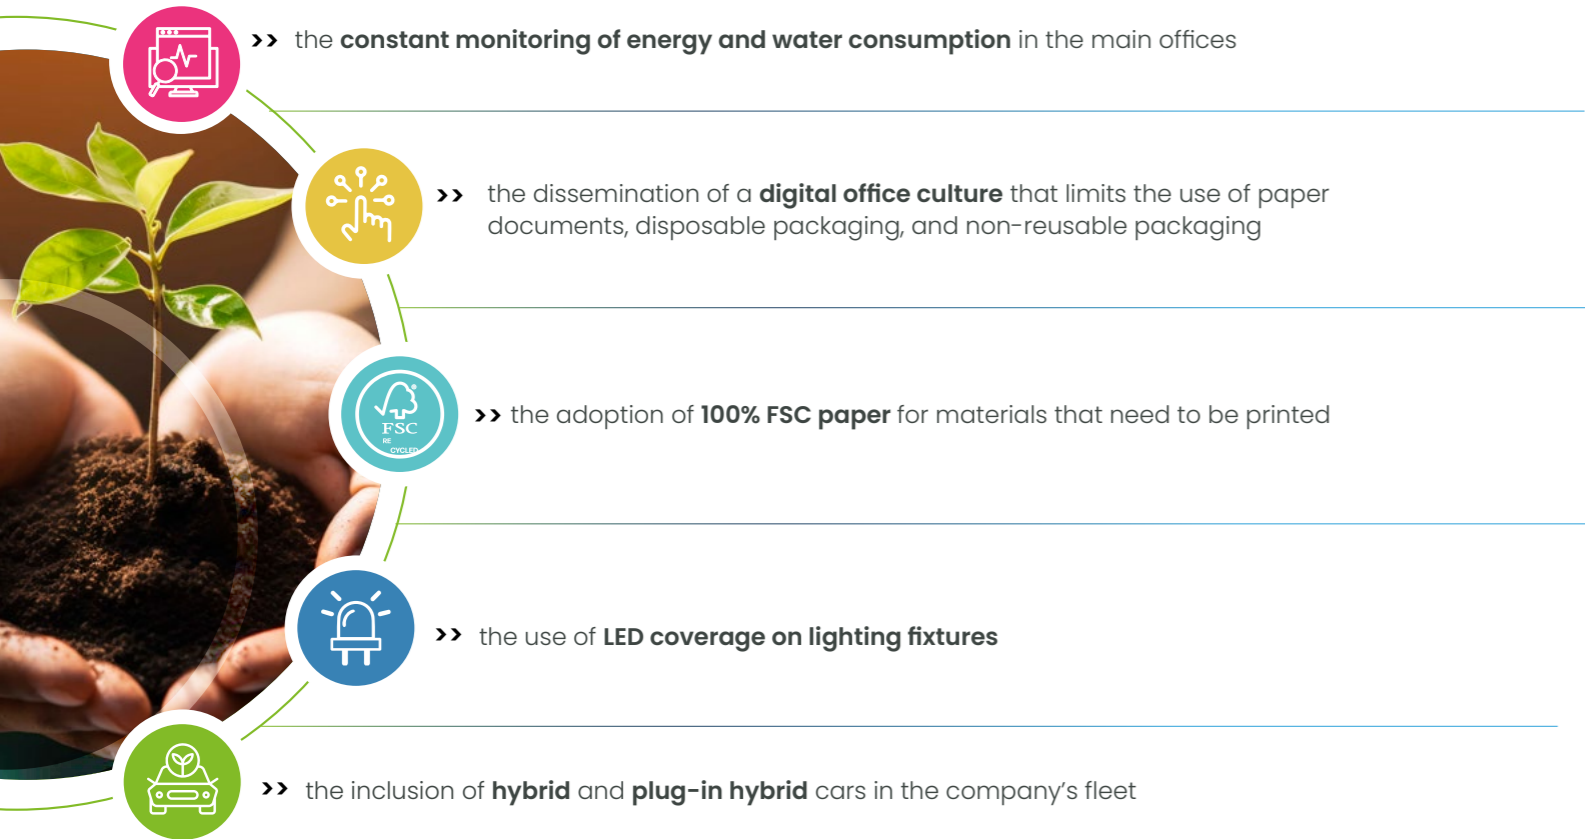 >> the constant monitoring of energy and water consumption in the main offices
>> the dissemination of a digital office culture that limits the use of paper
documents, disposable packaging, and non-reusable packaging
FSC
RE
CYCLED
>> the adoption of 100% FSC paper for materials that need to be printed
>> the use of LED coverage on lighting fixtures
>> the inclusion of hybrid and plug-in hybrid cars in the company's fleet